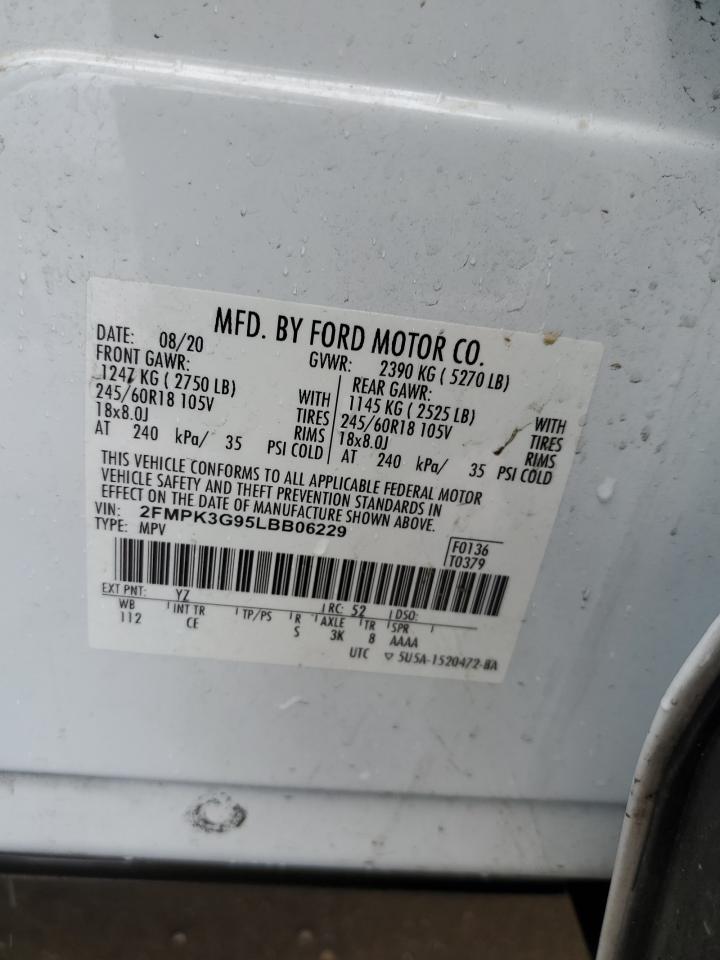 MFD. BY FORD MOTOR CO.
DATE: 08/20 GVWR: 2390 KG ( 5270 LB)
FRONT GAWR: REAR GAWR:
1247 KG ( 2750 LB) WITH 1145 KG ( 2525 LB) WITH
245/60R18 105V TIRES 245/60R18 105V TIRES
18x8.0J RIMS 18x8.0J RIMS
AT 240 kPa/ 35 PSI COLD AT 240 kPa/ 35 PSI COLD
THIS VEHICLE CONFORMS TO ALL APPLICABLE FEDERAL MOTOR
VEHICLE SAFETY AND THEFT PREVENTION STANDARDS IN
EFFECT ON THE DATE OF MANUFACTURE SHOWN ABOVE.
VIN: 2FMPK3G95LBB06229
TYPE: MPV
F0136
T0379
EXT PNT: YZ RC: 52 DSO:
WB INT TR TP/PS R AXLE TR SPR
112 CE S 3K 8 AAAA
UTC ▽ 5U5A-1520472-BA